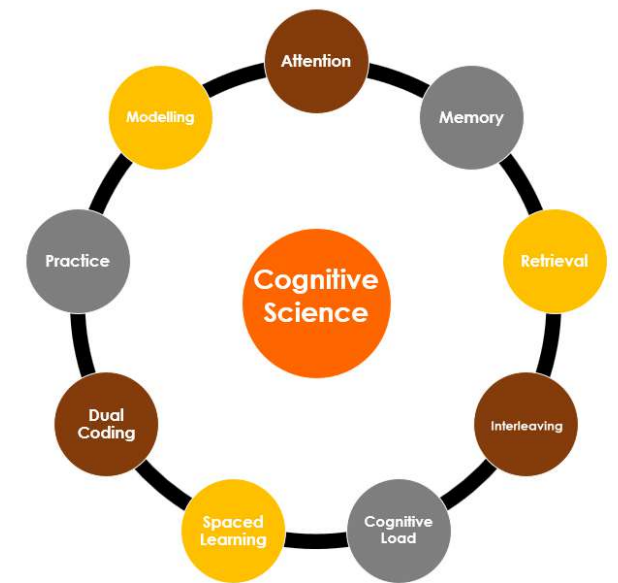 Attention
Memory
Retrieval
Interleaving
Cognitive
Load
Spaced
Learning
Dual
Coding
Practice
Modelling
Cognitive
Science